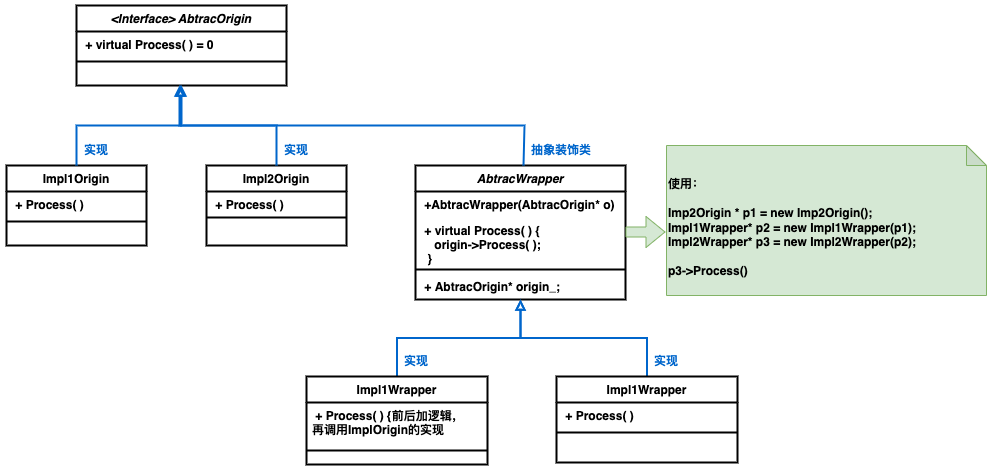 <Interface> AbtracOrigin
+ virtual Process( ) = 0
实现
实现
抽象装饰类
Impl1Origin
+ Process( )
Impl2Origin
+ Process( )
AbtracWrapper
+AbtracWrapper(AbtracOrigin* o)
+ virtual Process( ) {
origin->Process( );
}
+ AbtracOrigin* origin_;
使用：
Imp2Origin * p1 = new Imp2Origin();
Impl1Wrapper* p2 = new Impl1Wrapper(p1);
Impl2Wrapper* p3 = new Impl2Wrapper(p2);
p3->Process()
实现
实现
Impl1Wrapper
+ Process( ) {前后加逻辑，
再调用ImplOrigin的实现
Impl1Wrapper
+ Process( )